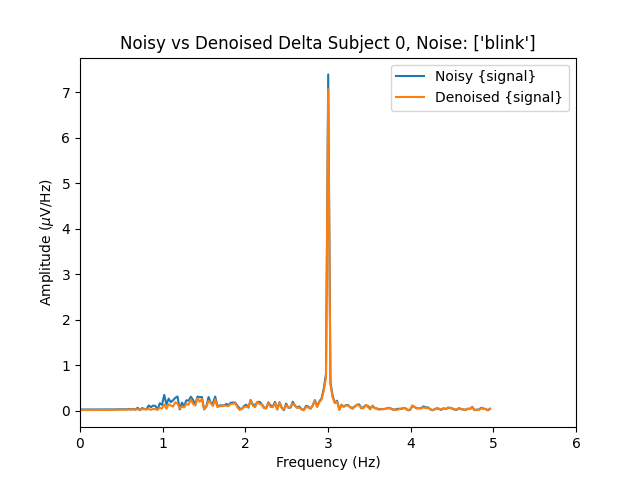 Noisy vs Denoised Delta Subject 0, Noise: ['blink']
Noisy {signal}
Denoised {signal}
7
6
5
4
3
2
1
0
Amplitude (μV/Hz)
0 1 2 3 4 5 6
Frequency (Hz)